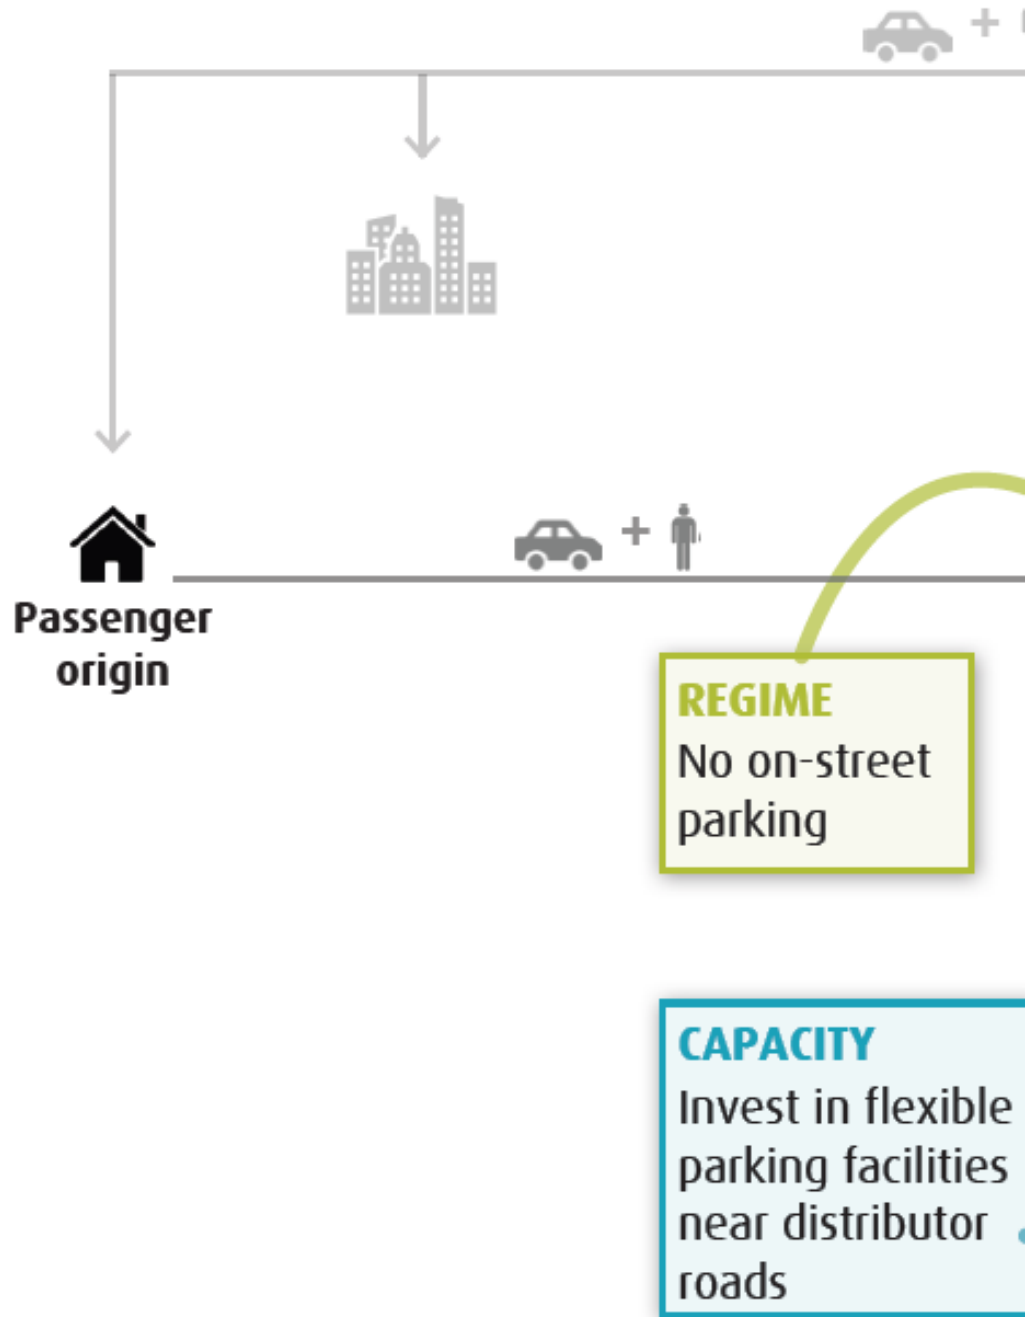 +
+
Passenger
origin
REGIME
No on-street
parking
CAPACITY
Invest in flexible
parking facilities
near distributor
roads